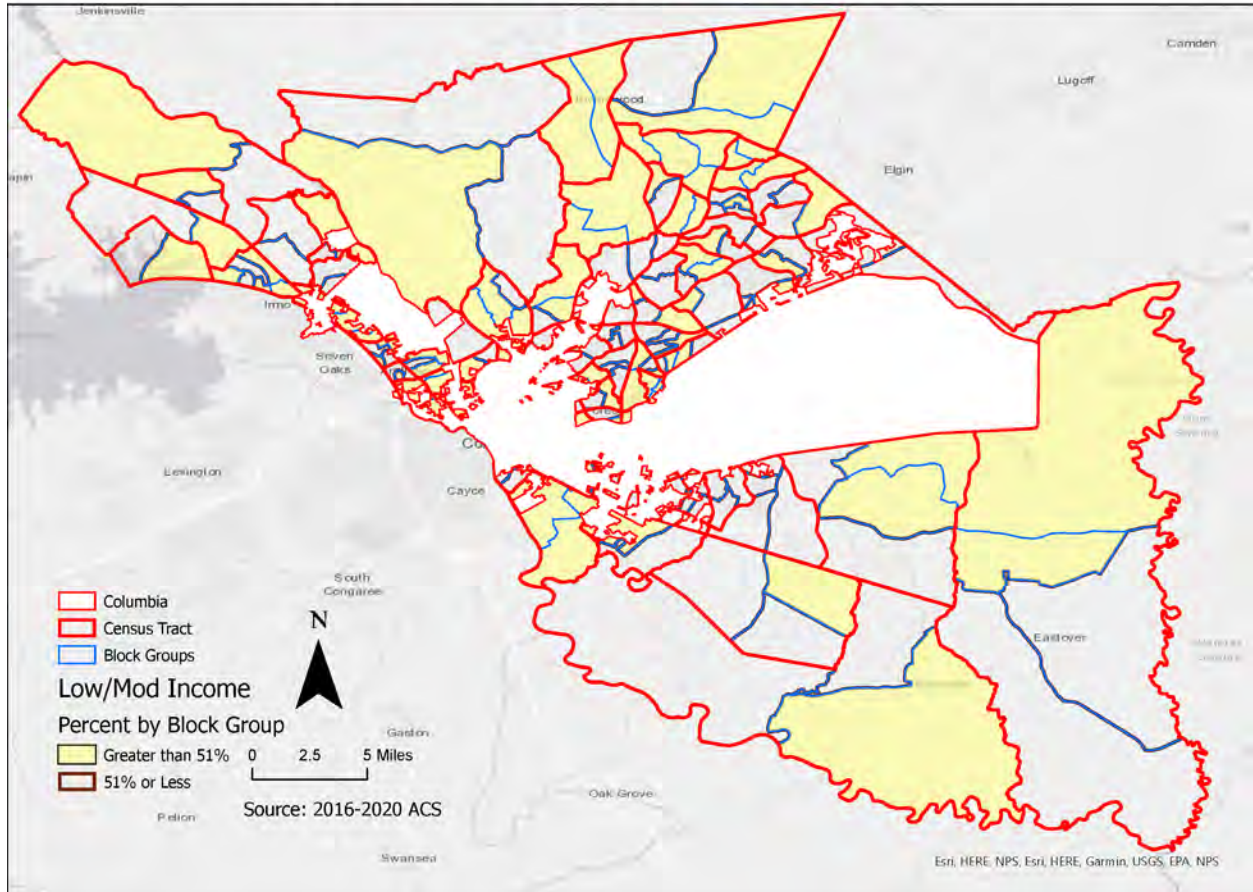 Jenkinsville
Camden
Lugoff
Elgin
Irmo
Seven
Oaks
Lexington
Cayce
South
Congaree
Eastover
Gaston
Oak Grove
Pelion
Swansea
Columbia
Census Tract
Block Groups
N
Low/Mod Income
Percent by Block Group
Greater than 51%
51% or Less
0 2.5 5 Miles
Source: 2016-2020 ACS
Esri, HERE, NPS, Esri, HERE, Garmin, USGS, EPA, NPS